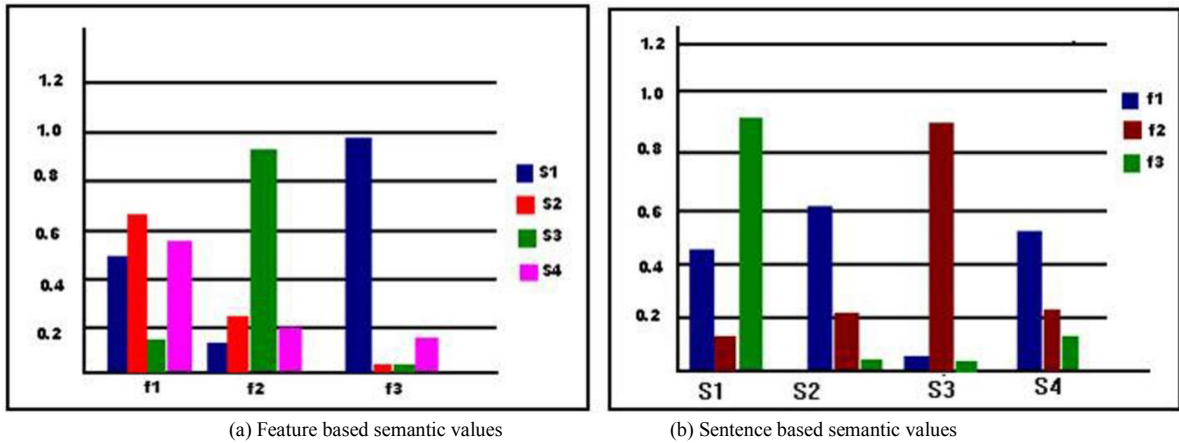 1.2
1.0
0.8
0.6
0.4
0.2
f1 f2 f3
S1
S2
S3
S4
(a) Feature based semantic values
1.2
1.0
0.8
0.6
0.4
0.2
S1 S2 S3 S4
f1
f2
f3
(b) Sentence based semantic values